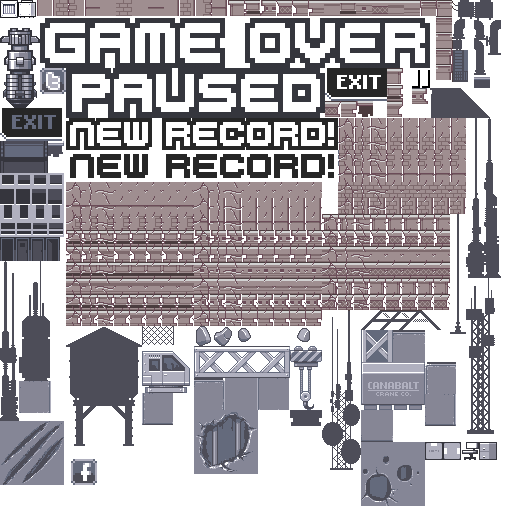 GAME OVER
PAUSED
EXIT
EXIT
NEW RECORD!
NEW RECORD!
CANABALT
CRANE CO.
t
f